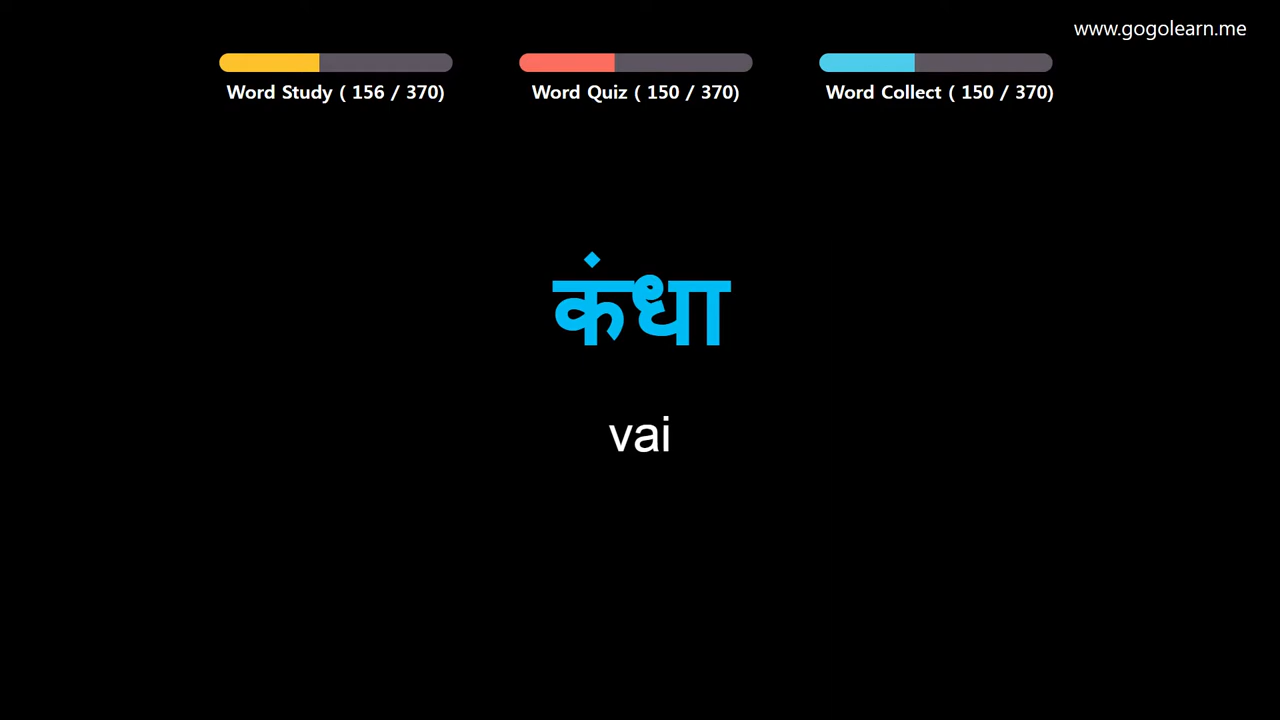 www.gogolearn.me
Word Study ( 156 / 370)
Word Quiz ( 150 / 370)
Word Collect ( 150 / 370)
कंधा
vai